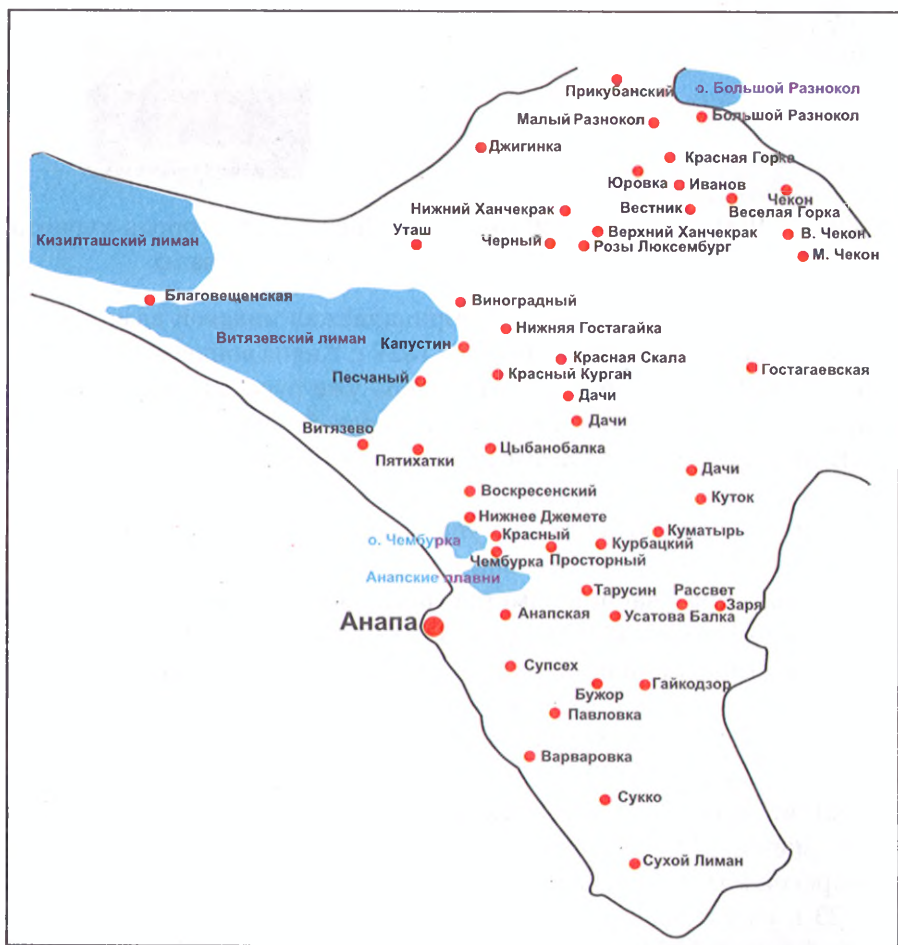 Прикубанский
о. Большой Разнокол
Малый Разнокол
Большой Разнокол
Джигинка
Красная Горка
Юровка
Иванов
Чекон
Нижний Ханчекрак
Вестник
Веселая Горка
Кизилташский лиман
Уташ
Черный
Верхний Ханчекрак
В. Чекон
Розы Люксембург
М. Чекон
Благовещенская
Виноградный
Нижняя Гостагайка
Витязевский лиман
Капустин
Красная Скала
Гостагаевская
Песчаный
Красный Курган
Дачи
Дачи
Витязево
Пятихатки
Цыбанобалка
Дачи
Воскресенский
Куток
Нижнее Джемете
о. Чембурка
Красный
Куматырь
Чембурка
Просторный
Курбацкий
Анапские плавни
Тарусин
Рассвет
Заря
Анапа
Анапская
Усатова Балка
Супсех
Бужор
Гайкодзор
Павловка
Варваровка
Сукко
Сухой Лиман